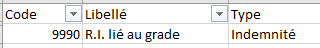 Code Libellé Type
9990 R.I. lié au grade Indemnité